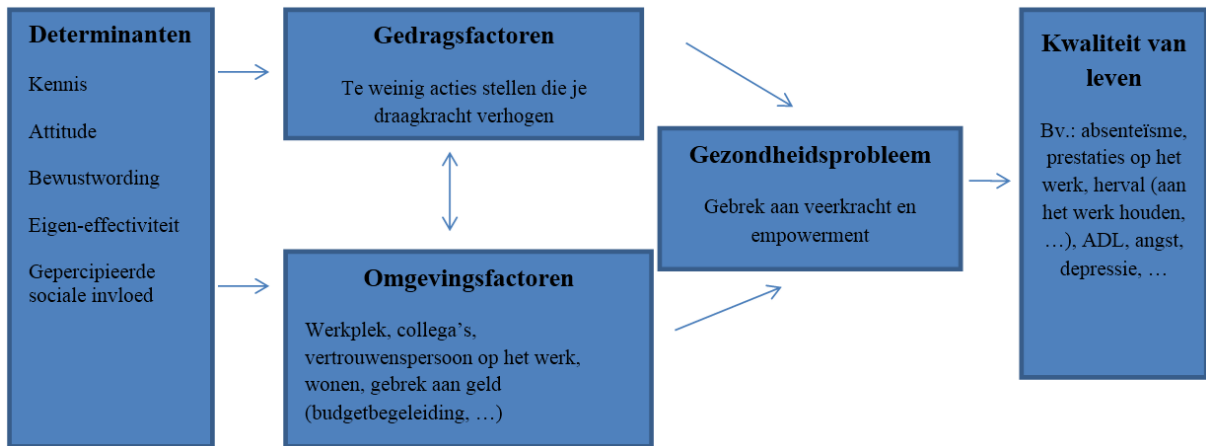 Determinanten
Kennis
Attitude
Bewustwording
Eigen-effectiviteit
Gepercipieerde
sociale invloed
Gedragsfactoren
Te weinig acties stellen die je
draagkracht verhogen
Omgevingsfactoren
Werkplek, collega’s,
vertrouwenspersoon op het werk,
wonen, gebrek aan geld
(budgetbegeleiding, …)
Gezondheidsprobleem
Gebrek aan veerkracht en
empowerment
Kwaliteit van
leven
Bv.: absenteïsme,
prestaties op het
werk, herval (aan
het werk houden,
…), ADL, angst,
depressie, …